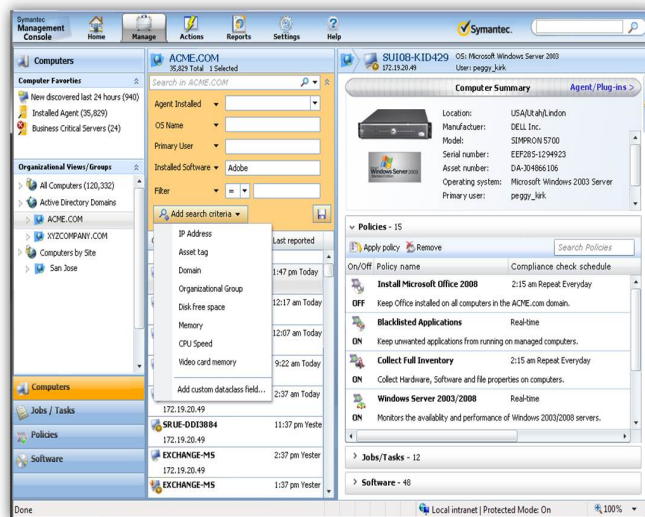 Symantec
Management
Console
Home
Manage
Actions
Reports
Settings
Help
Symantec.
Computers
Computer Favorties
New discovered last 24 hours (940)
Installed Agent (35,829)
Business Critical Servers (24)
Organizational Views/Groups
All Computers (120,332)
Active Directory Domains
ACME.COM
XYZCOMPANY.COM
Computers by Site
San Jose
Computers
Jobs / Tasks
Policies
Software
ACME.COM
35,829 Total 1 Selected
Search in ACME.COM
Agent Installed
OS Name
Primary User
Installed Software
Adobe
Filter
=
Add search criteria
IP Address
Asset tag
Domain
Organizational Group
Disk free space
Memory
CPU Speed
Video card memory
Add custom dataclass field...
Last reported
1:47 pm Today
12:17 am Today
12:07 am Today
9:22 am Today
2:37 am Today
172.19.20.49
SRUE-DDI3884
11:37 pm Yester
172.19.20.49
EXCHANGE-MS
2:37 pm Yester
172.19.20.49
EXCHANGE-MS
1:37 pm Yester
SUI08-KID429
172.19.20.49
OS: Microsoft Windows Server 2003
User: peggy_kirk
Computer Summary
Agent/Plug-ins >
Windows Server 2003
Location: USA/Utah/Lindon
Manufacturer: DELL Inc.
Model: SIMPRON 5700
Serial number: EEF285-1294923
Asset number: DA-J04866106
Operating system: Microsoft Windows 2003 Server
Primary user: peggy_kirk
Policies - 15
Apply policy
Remove
Search Policies
On/Off Policy name
Compliance check schedule
Install Microsoft Office 2008
2:15 am Repeat Everyday
OFF Keep Office installed on all computers in the ACME.com domain.
Blacklisted Applications
Real-time
ON Keep unwanted applications from running on managed computers.
Collect Full Inventory
2:15 am Repeat Everyday
ON Collect Hardware, Software and file properties on computers.
Windows Server 2003/2008
Real-time
ON Monitors the availablity and performance of Windows 2003/2008 servers.
Jobs/Tasks - 12
Software - 48
Done
Local intranet | Protected Mode: On
100%